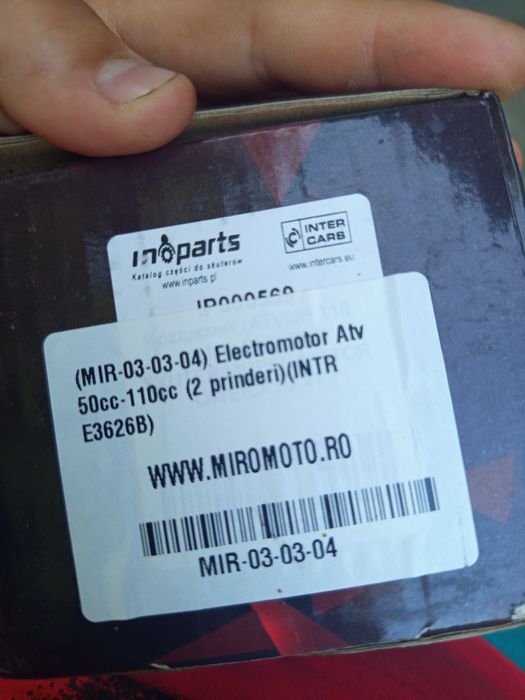 inparts
INTER
CARS
Katalog części do skuterów
www.inparts.pl
www.intercars.eu
IP000569
(MIR-03-03-04) Electromotor Atv
50cc-110cc (2 prinderi)(INTR
E3626B)
WWW.MIROMOTO.RO
MIR-03-03-04